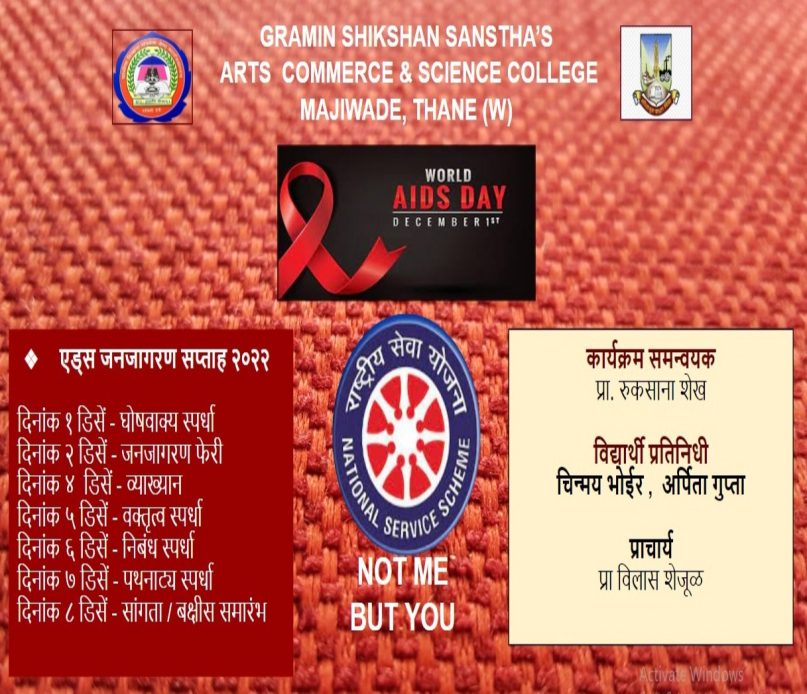 GRAMIN SHIKSHAN SANSTHA'S
ARTS COMMERCE & SCIENCE COLLEGE
MAJIWADE, THANE (W)
WORLD
AIDS DAY
DECEMBER 1ST
❖ एड्स जनजागरण सप्ताह २०२२
दिनांक १ डिसें - घोषवाक्य स्पर्धा
दिनांक २ डिसें - जनजागरण फेरी
दिनांक ४ डिसें - व्याख्यान
दिनांक ५ डिसें - वक्तृत्व स्पर्धा
दिनांक ६ डिसें - निबंध स्पर्धा
दिनांक ७ डिसें - पथनाट्य स्पर्धा
दिनांक ८ डिसें - सांगता / बक्षीस समारंभ
राष्ट्रीय सेवा योजना
NATIONAL SERVICE SCHEME
NOT ME
BUT YOU
कार्यक्रम समन्वयक
प्रा. रुकसाना शेख
विद्यार्थी प्रतिनिधी
चिन्मय भोईर , अर्पिता गुप्ता
प्राचार्य
प्रा विलास शेजूळ
Activate Windows